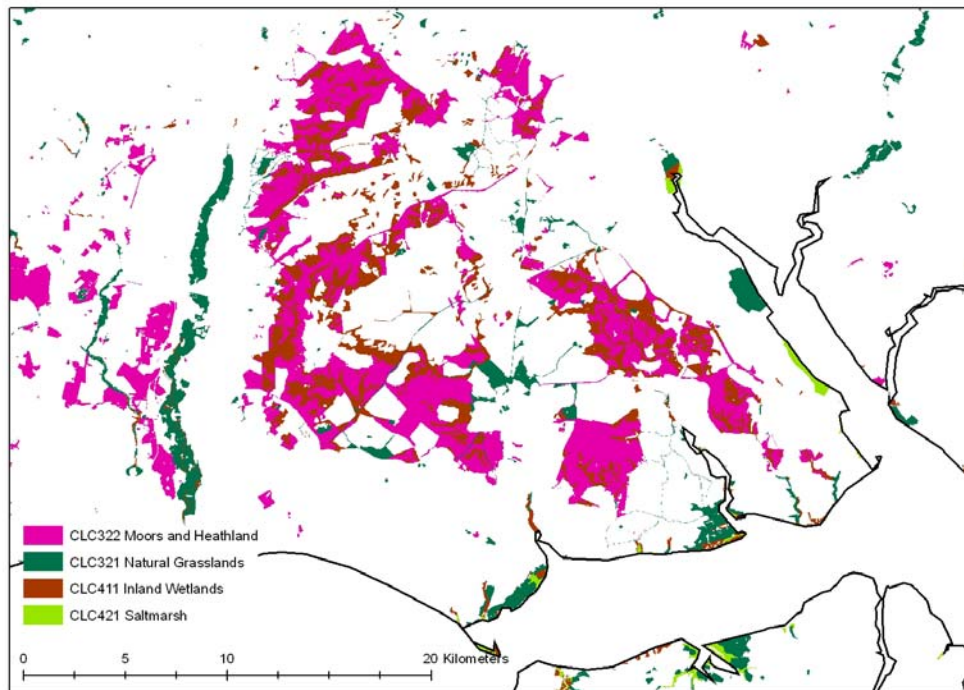 CLC322 Moors and Heathland
CLC321 Natural Grasslands
CLC411 Inland Wetlands
CLC421 Saltmarsh
0 5 10 20 Kilometers